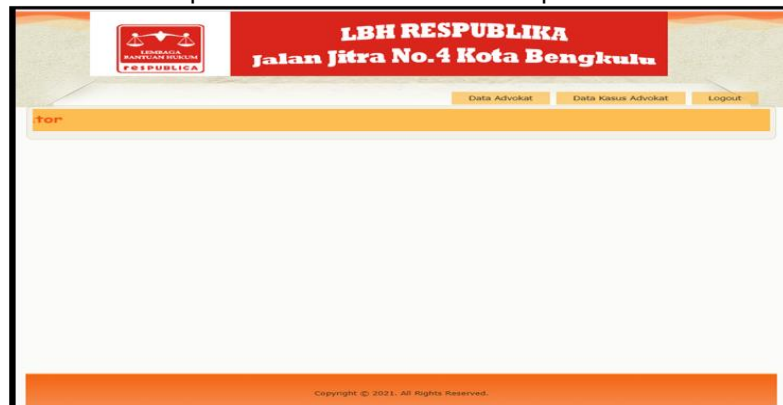 LBH RESPUBLIKA
Jalan Jitra No.4 Kota Bengkulu
LEMBAGA
BANTUAN HUKUM
RESPUBLICA
Data Advokat Data Kasus Advokat Logout
tor
Copyright © 2021. All Rights Reserved.